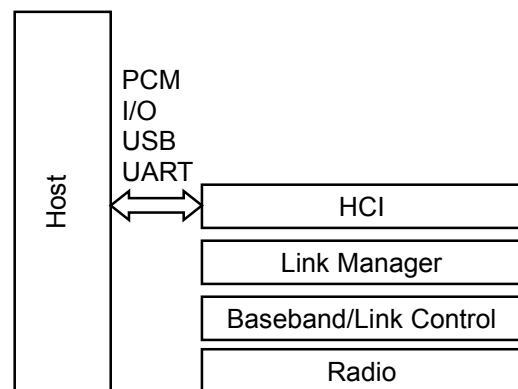 Host
PCM
I/O
USB
UART
HCI
Link Manager
Baseband/Link Control
Radio